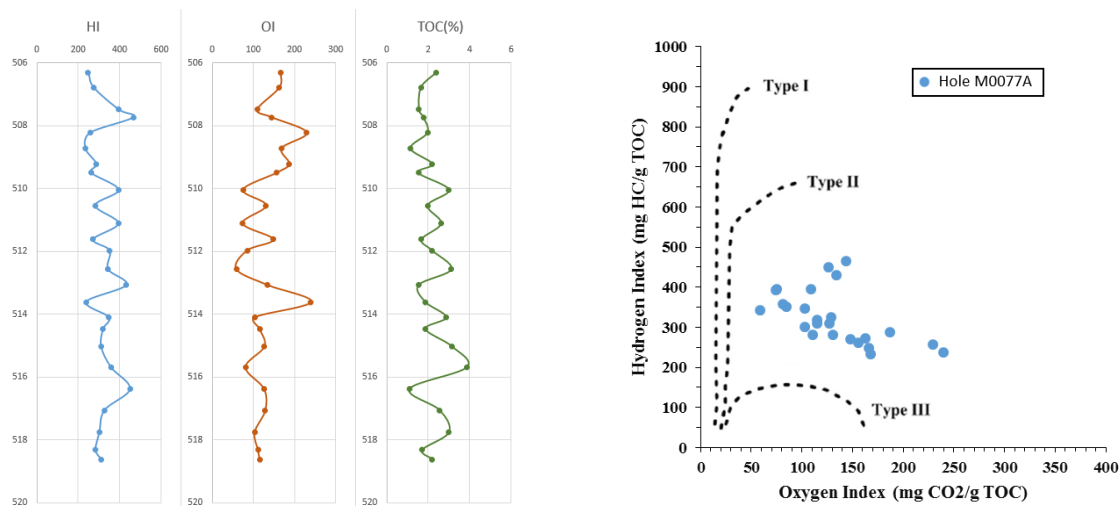 HI
0 200 400 600
506
508
510
512
514
516
518
520
OI
0 100 200 300
506
508
510
512
514
516
518
520
TOC(%)
0 2 4 6
506
508
510
512
514
516
518
520
Hydrogen Index (mg HC/g TOC)
1000
900
800
700
600
500
400
300
200
100
0
Type I
Type II
Type III
Hole M0077A
0 50 100 150 200 250 300 350 400
Oxygen Index (mg CO2/g TOC)